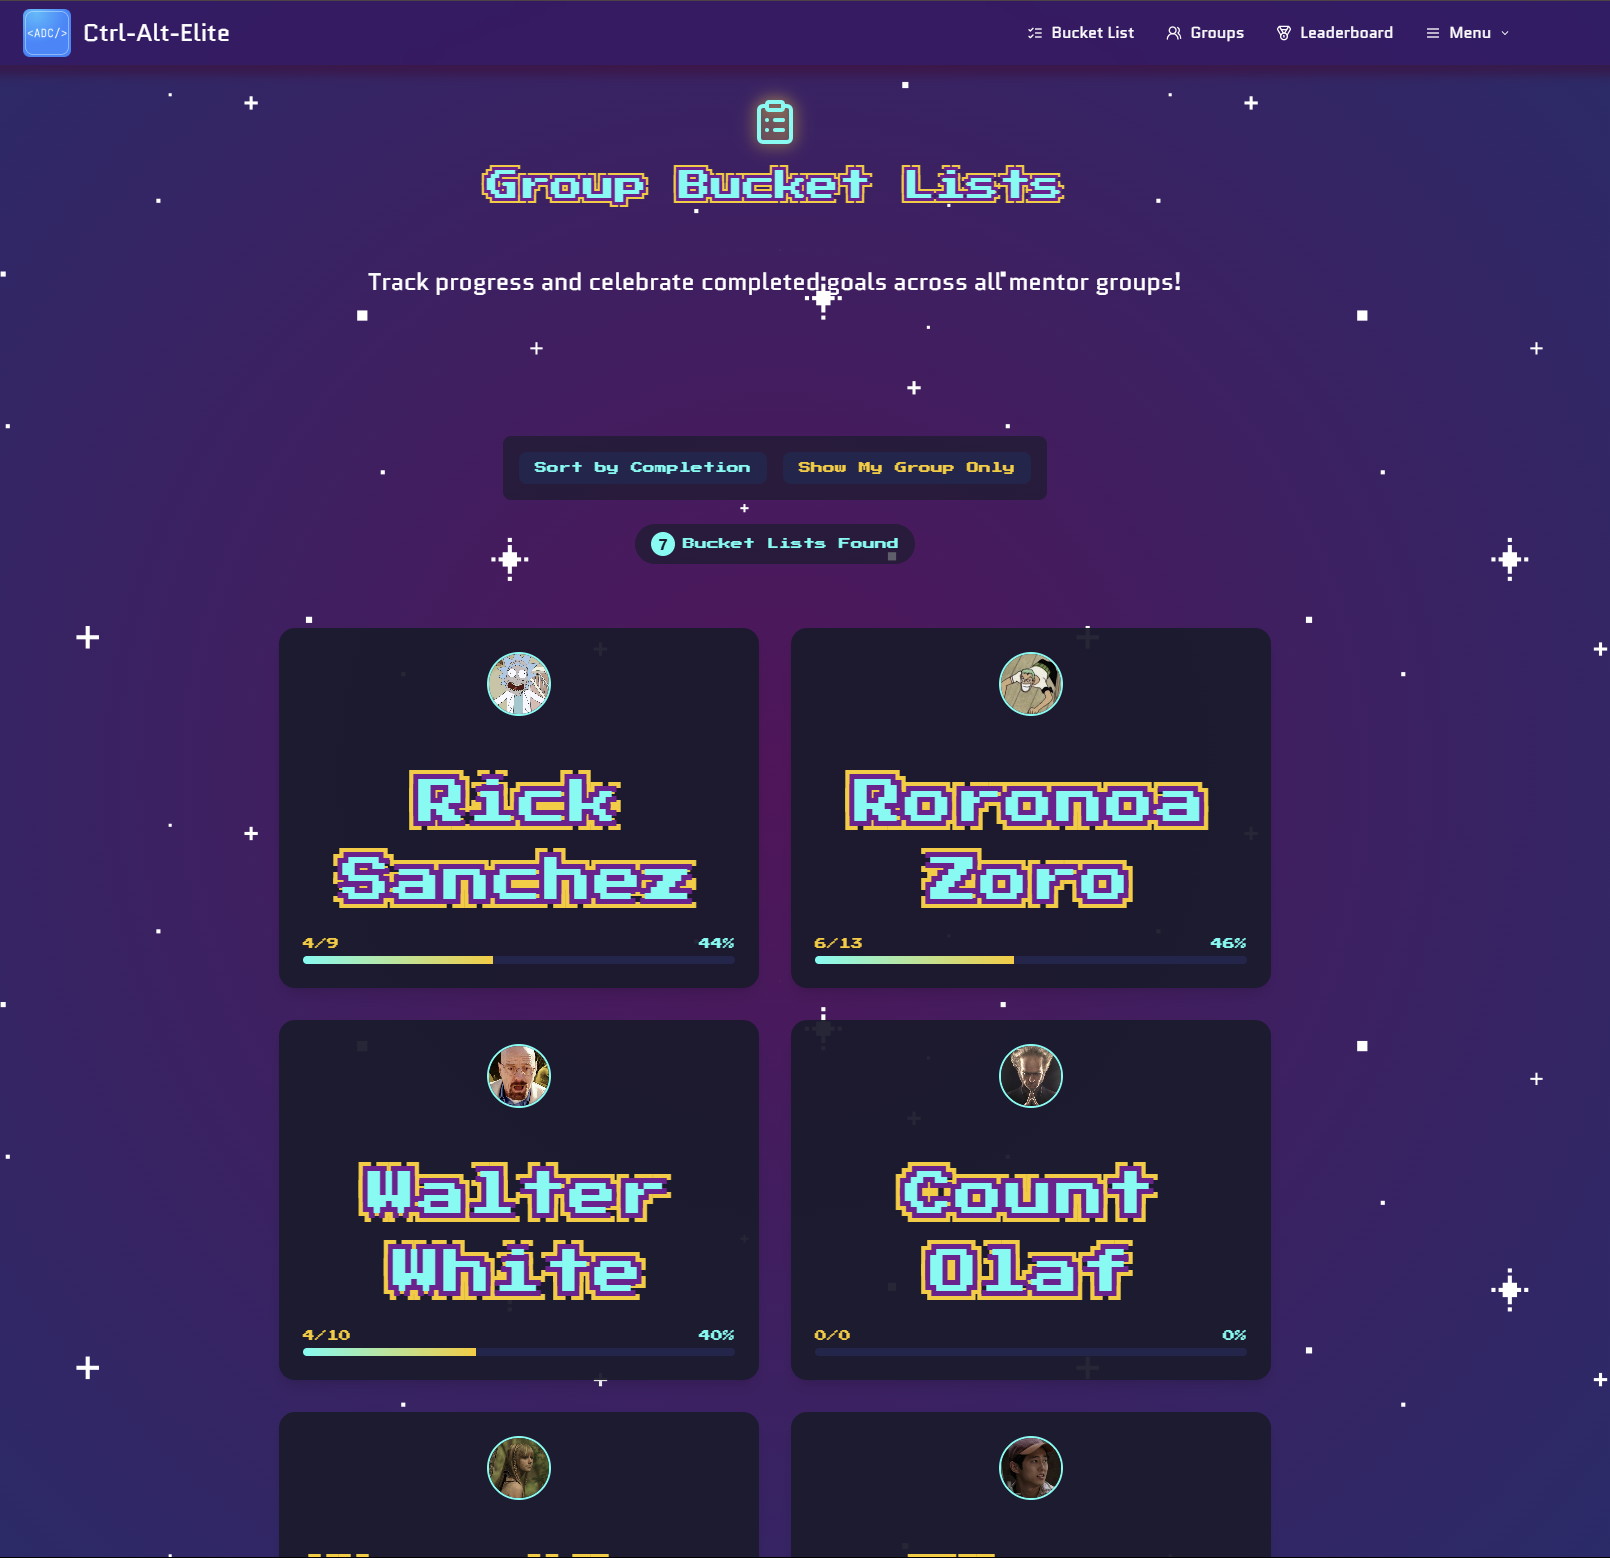 <ADC/> Ctrl-Alt-Elite Bucket List Groups Leaderboard Menu
Group Bucket Lists
Track progress and celebrate completed goals across all mentor groups!
Sort by Completion Show My Group Only
7 Bucket Lists Found
Rick
Sanchez
4/9 44%
Roronoa
Zoro
6/13 46%
Walter
White
4/10 40%
Count
Olaf
0/0 0%